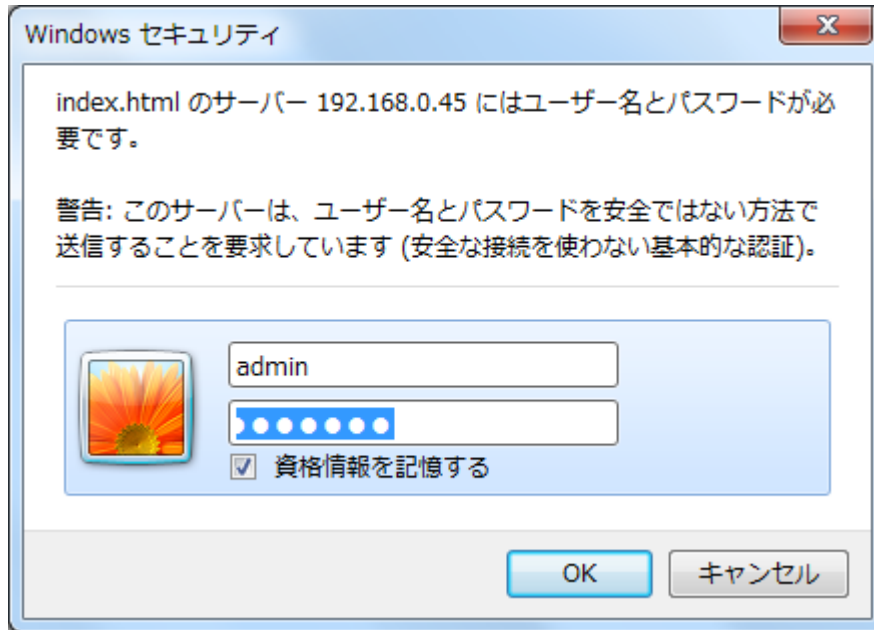 Windows セキュリティ
index.html のサーバー 192.168.0.45 にはユーザー名とパスワードが必
要です。
警告: このサーバーは、ユーザー名とパスワードを安全ではない方法で
送信することを要求しています (安全な接続を使わない基本的な認証)。
admin
●●●●●●●
資格情報を記憶する
OK キャンセル